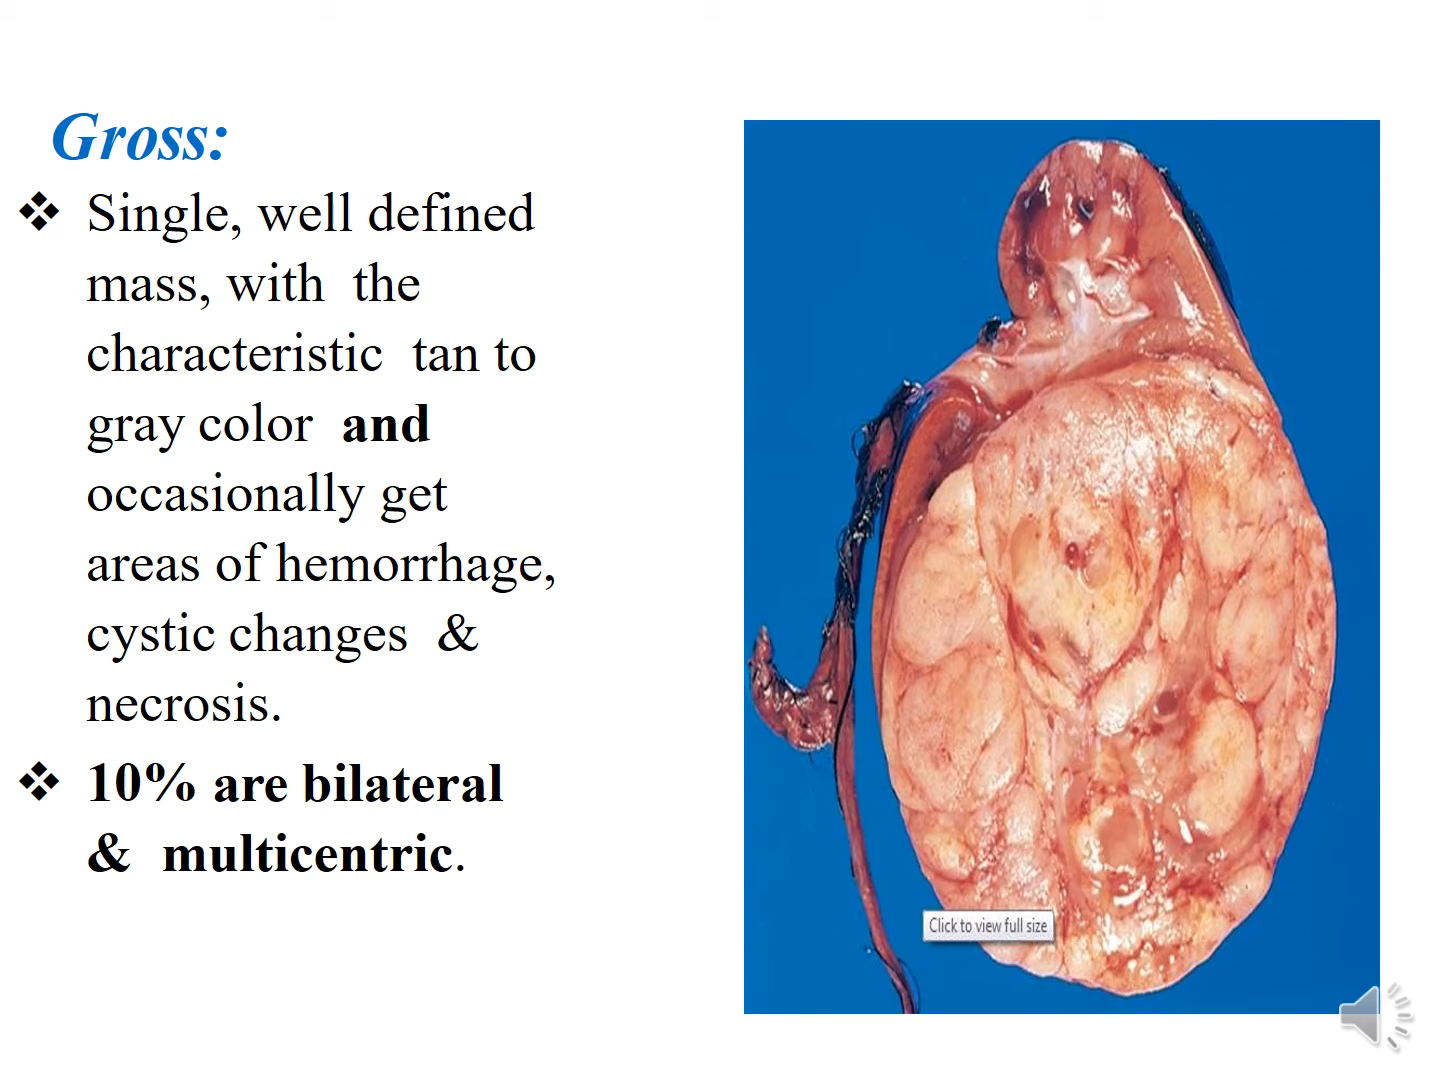 Gross:
❖ Single, well defined
mass, with the
characteristic tan to
gray color and
occasionally get
areas of hemorrhage,
cystic changes &
necrosis.
❖ 10% are bilateral
& multicentric.
Click to view full size